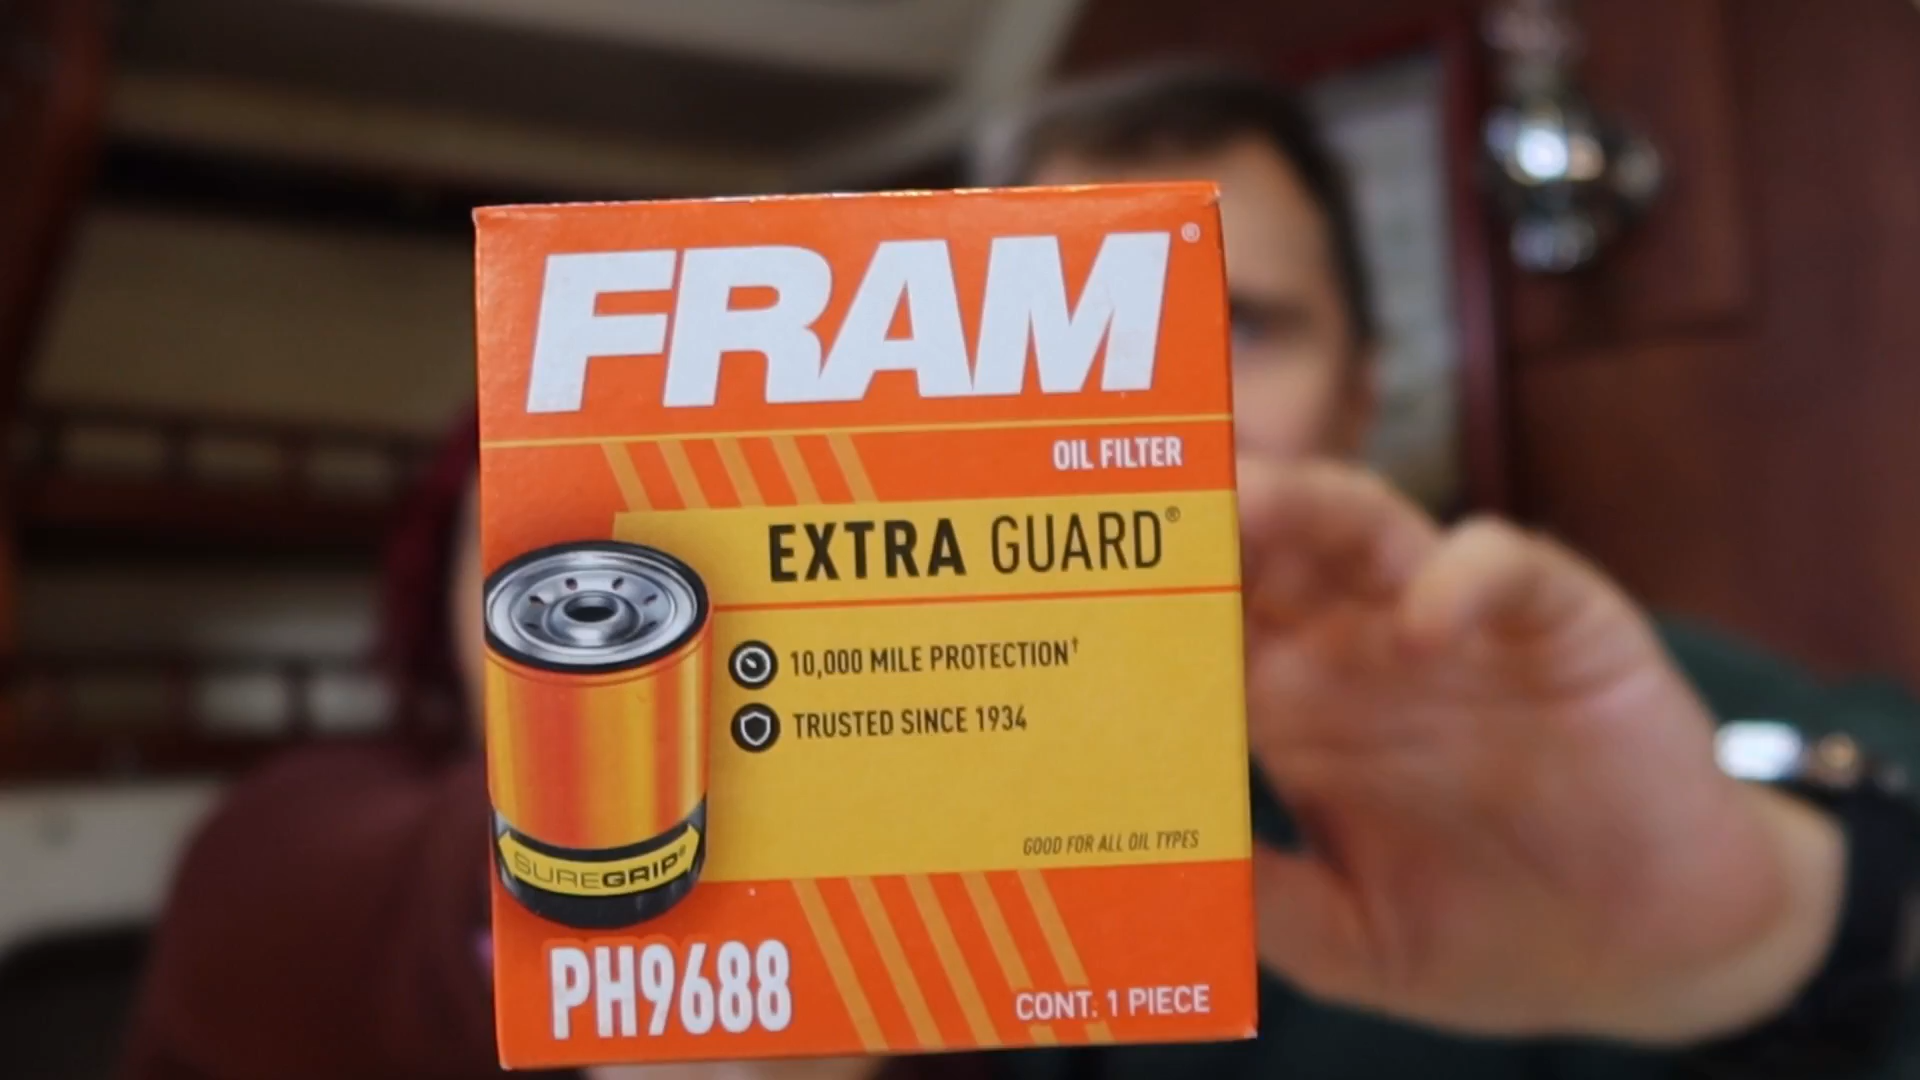 FRAM®
OIL FILTER
EXTRA GUARD®
10,000 MILE PROTECTION†
TRUSTED SINCE 1934
GOOD FOR ALL OIL TYPES
SUREGRIP®
PH9688
CONT. 1 PIECE